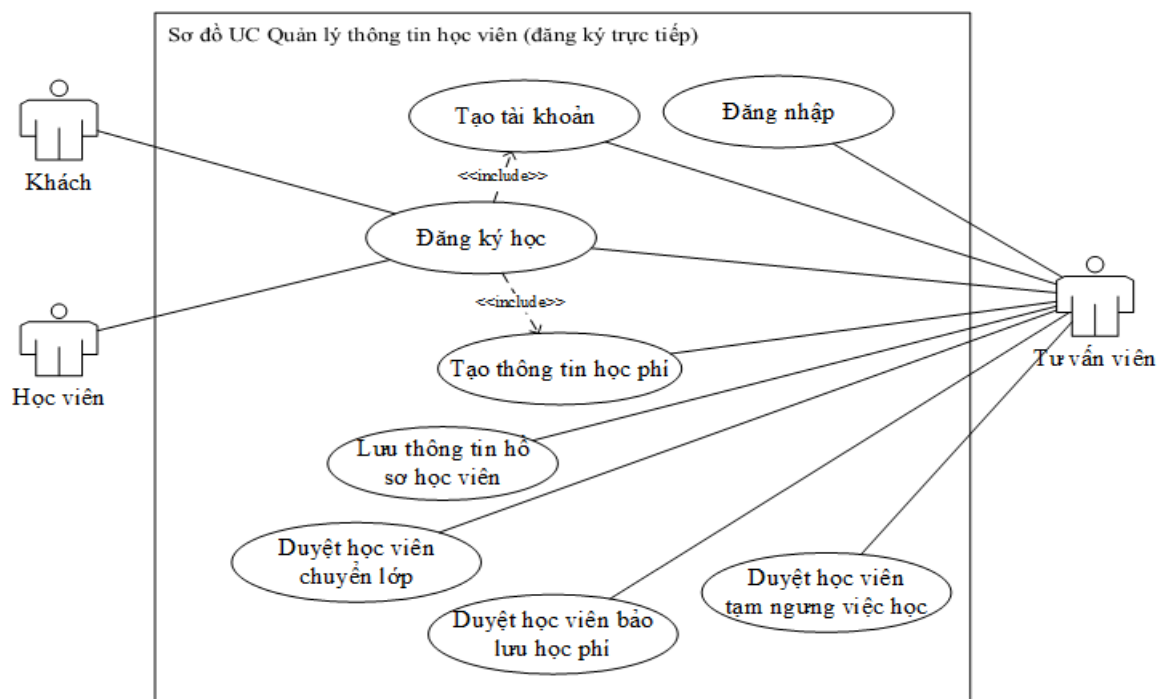 Sơ đồ UC Quản lý thông tin học viên (đăng ký trực tiếp)
Tạo tài khoản
Đăng nhập
<<include>>
Khách
Đăng ký học
<<include>>
Tạo thông tin học phí
Tư vấn viên
Học viên
Lưu thông tin hồ
sơ học viên
Duyệt học viên
chuyển lớp
Duyệt học viên
tạm ngưng việc học
Duyệt học viên bảo
lưu học phí